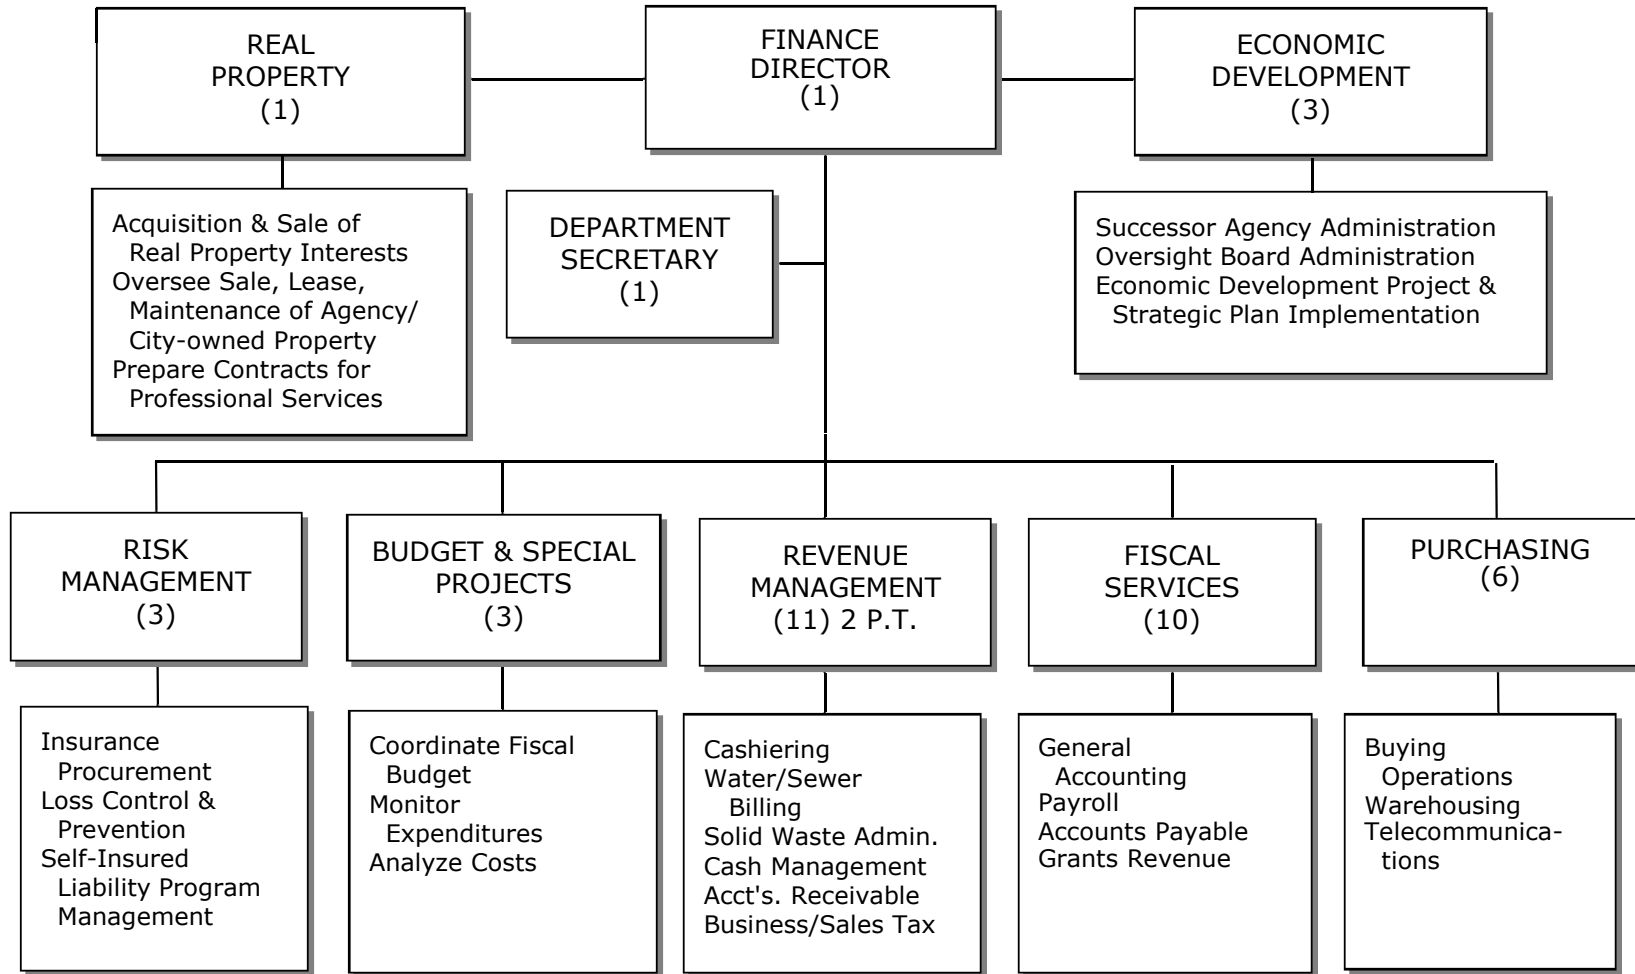 REAL
PROPERTY
(1)
FINANCE
DIRECTOR
(1)
ECONOMIC
DEVELOPMENT
(3)
Acquisition & Sale of
Real Property Interests
Oversee Sale, Lease,
Maintenance of Agency/
City-owned Property
Prepare Contracts for
Professional Services
DEPARTMENT
SECRETARY
(1)
Successor Agency Administration
Oversight Board Administration
Economic Development Project &
Strategic Plan Implementation
RISK
MANAGEMENT
(3)
BUDGET & SPECIAL
PROJECTS
(3)
REVENUE
MANAGEMENT
(11) 2 P.T.
FISCAL
SERVICES
(10)
PURCHASING
(6)
Insurance
Procurement
Loss Control &
Prevention
Self-Insured
Liability Program
Management
Coordinate Fiscal
Budget
Monitor
Expenditures
Analyze Costs
Cashiering
Water/Sewer
Billing
Solid Waste Admin.
Cash Management
Acct's. Receivable
Business/Sales Tax
General
Accounting
Payroll
Accounts Payable
Grants Revenue
Buying
Operations
Warehousing
Telecommunica-
tions